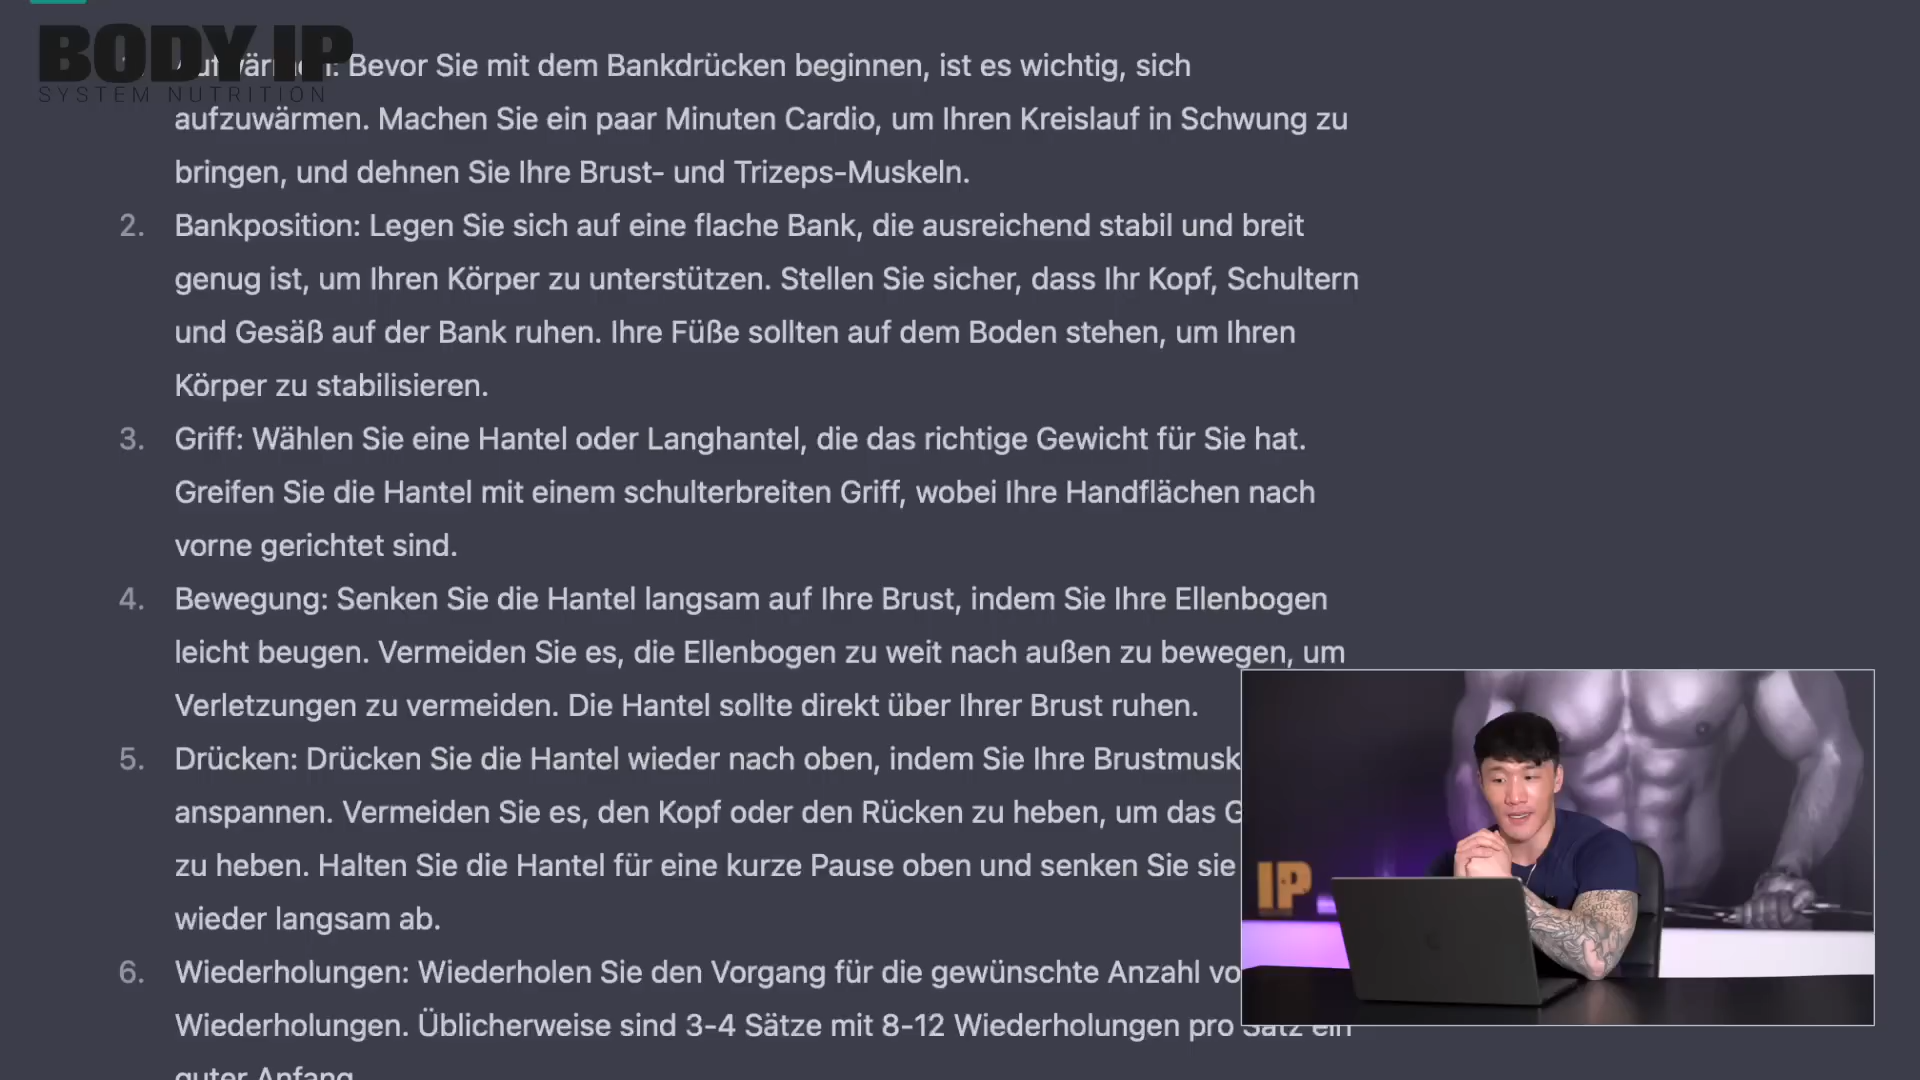 BODY IP
SYSTEM NUTRITION
Aufwärmen: Bevor Sie mit dem Bankdrücken beginnen, ist es wichtig, sich
aufzuwärmen. Machen Sie ein paar Minuten Cardio, um Ihren Kreislauf in Schwung zu
bringen, und dehnen Sie Ihre Brust- und Trizeps-Muskeln.
2. Bankposition: Legen Sie sich auf eine flache Bank, die ausreichend stabil und breit
genug ist, um Ihren Körper zu unterstützen. Stellen Sie sicher, dass Ihr Kopf, Schultern
und Gesäß auf der Bank ruhen. Ihre Füße sollten auf dem Boden stehen, um Ihren
Körper zu stabilisieren.
3. Griff: Wählen Sie eine Hantel oder Langhantel, die das richtige Gewicht für Sie hat.
Greifen Sie die Hantel mit einem schulterbreiten Griff, wobei Ihre Handflächen nach
vorne gerichtet sind.
4. Bewegung: Senken Sie die Hantel langsam auf Ihre Brust, indem Sie Ihre Ellenbogen
leicht beugen. Vermeiden Sie es, die Ellenbogen zu weit nach außen zu bewegen, um
Verletzungen zu vermeiden. Die Hantel sollte direkt über Ihrer Brust ruhen.
5. Drücken: Drücken Sie die Hantel wieder nach oben, indem Sie Ihre Brustmusk
anspannen. Vermeiden Sie es, den Kopf oder den Rücken zu heben, um das G
zu heben. Halten Sie die Hantel für eine kurze Pause oben und senken Sie sie
wieder langsam ab.
6. Wiederholungen: Wiederholen Sie den Vorgang für die gewünschte Anzahl vo
Wiederholungen. Üblicherweise sind 3-4 Sätze mit 8-12 Wiederholungen pro Satz ein
guter Anfang
IP